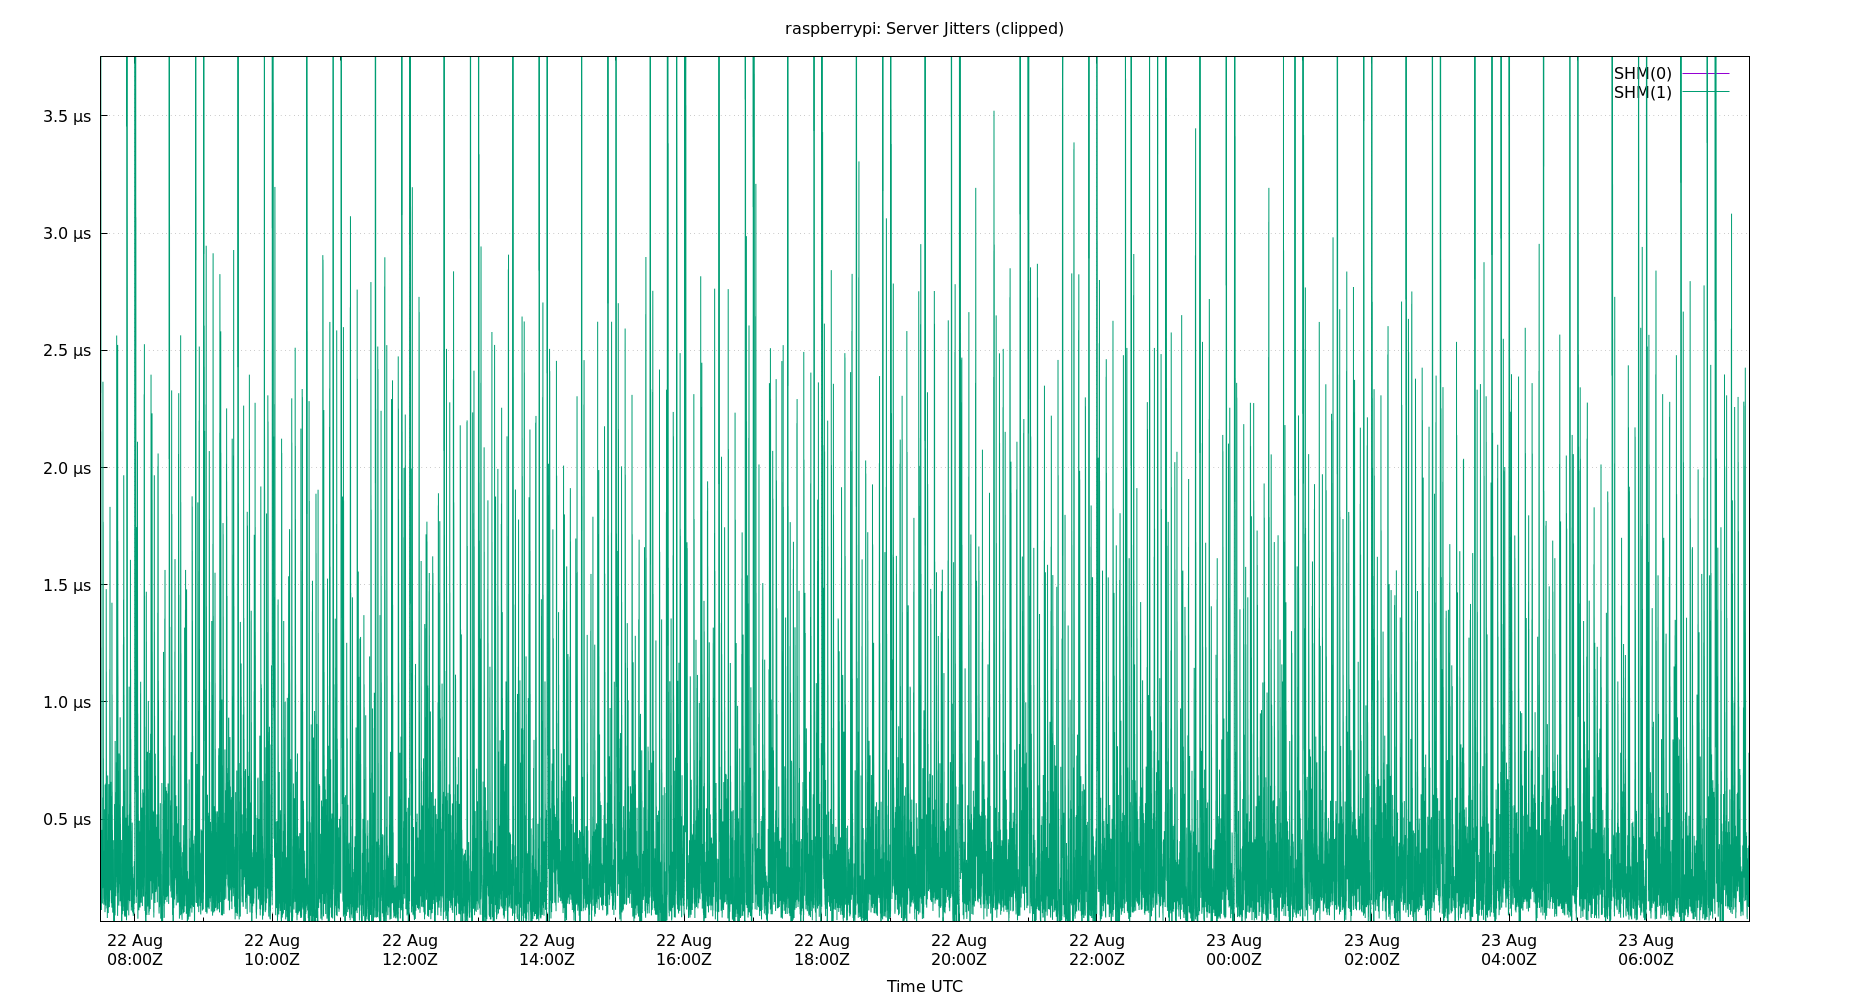 raspberrypi: Server Jitters (clipped)
SHM(0)
SHM(1)
3.5 µs
3.0 µs
2.5 µs
2.0 µs
1.5 µs
1.0 µs
0.5 µs
22 Aug 22 Aug 22 Aug 22 Aug 22 Aug 22 Aug 22 Aug 22 Aug 23 Aug 23 Aug 23 Aug 23 Aug
08:00Z 10:00Z 12:00Z 14:00Z 16:00Z 18:00Z 20:00Z 22:00Z 00:00Z 02:00Z 04:00Z 06:00Z
Time UTC